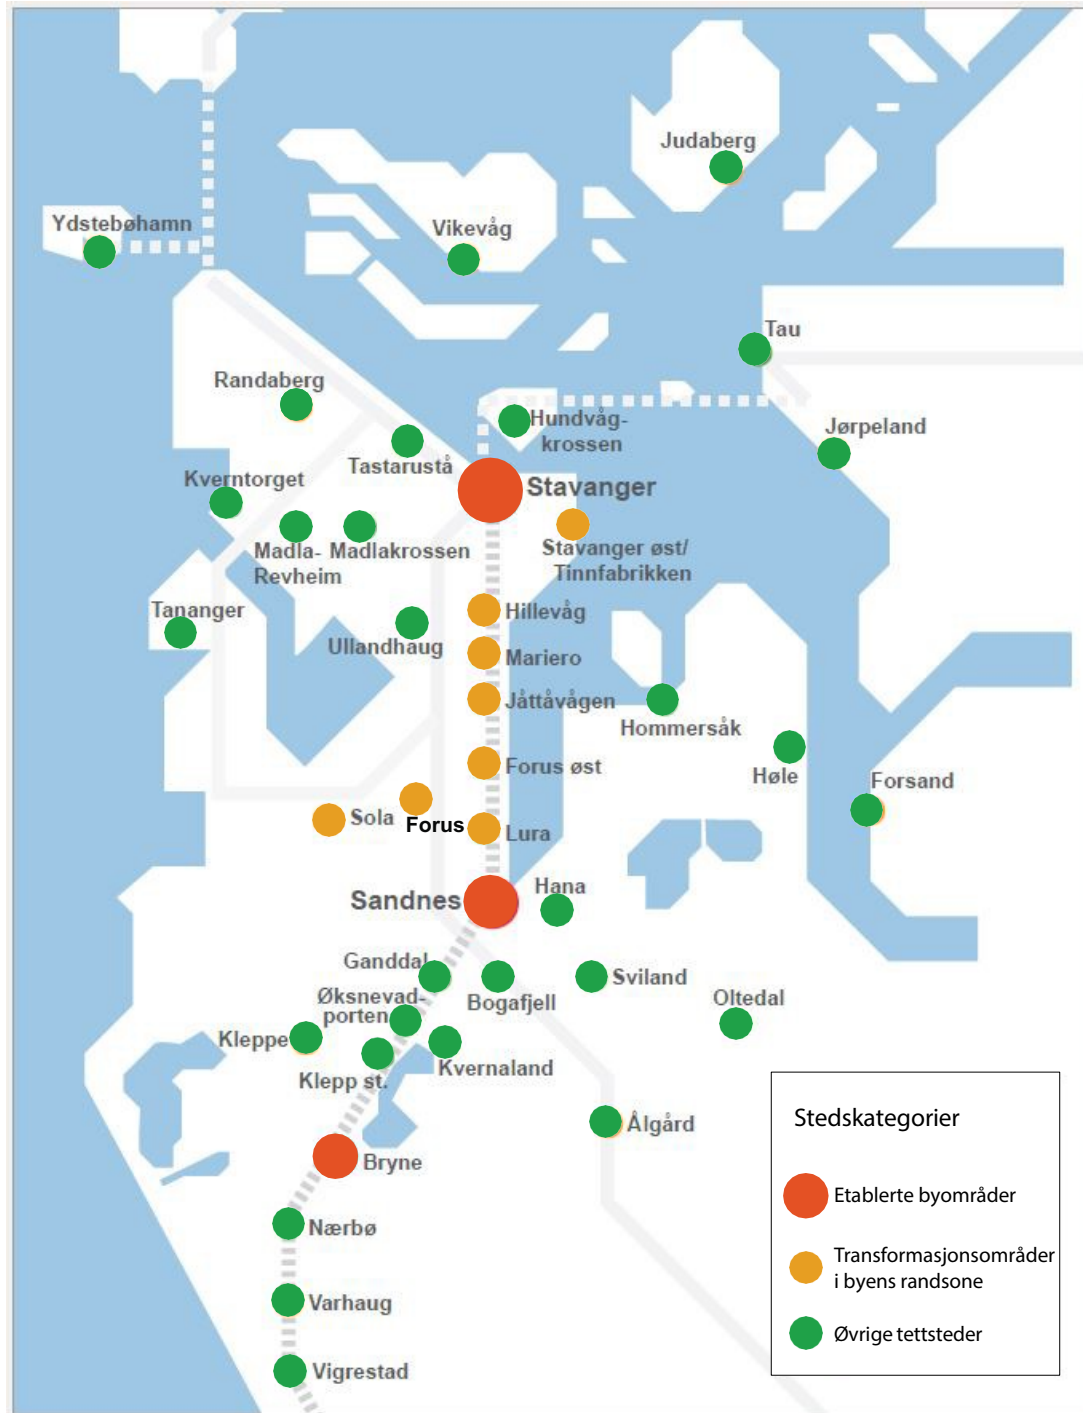 Judaberg
Ydstebøhamn
Vikevåg
Tau
Randaberg
Hundvåg-
krossen
Jørpeland
Tastarustå
Kverntorget
Stavanger
Madla-
Revheim
Madlakrossen
Stavanger øst/
Tinnfabrikken
Tananger
Hillevåg
Ullandhaug
Mariero
Jåttåvågen
Hommersåk
Forus øst
Høle
Forsand
Sola
Forus
Lura
Hana
Sandnes
Ganddal
Sviland
Bogafjell
Øksnevad-
porten
Oltedal
Kleppe
Kvernaland
Klepp st.
Ålgård
Bryne
Nærbø
Varhaug
Vigrestad
Stedskategorier
Etablerte byområder
Transformasjonsområder
i byens randsone
Øvrige tettsteder